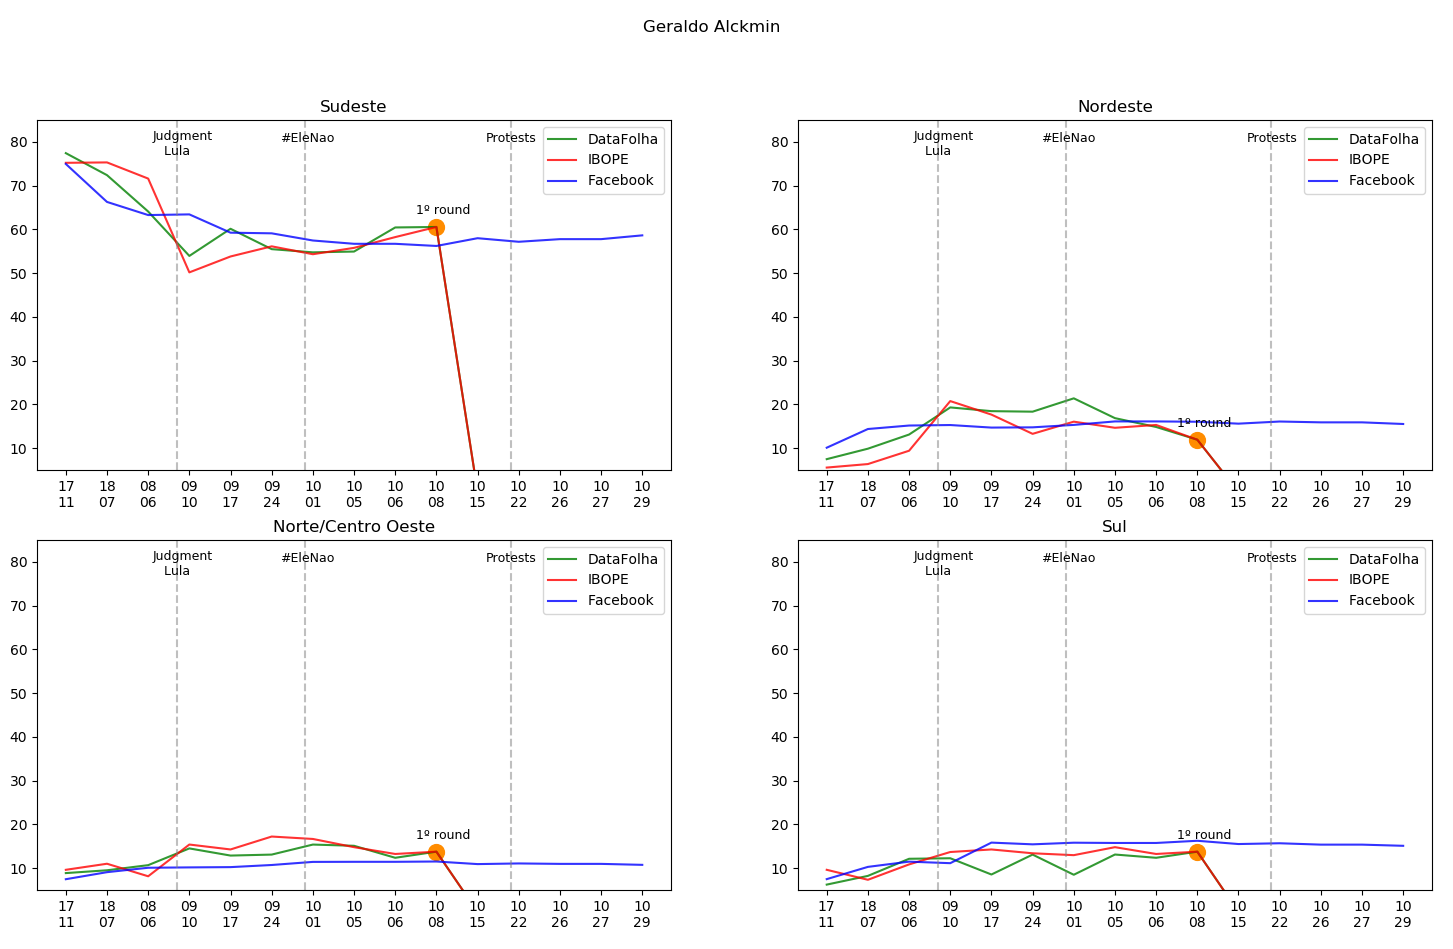 Geraldo Alckmin
Sudeste
Judgment
Lula
#EleNao
Protests
DataFolha
IBOPE
Facebook
1º round
80
70
60
50
40
30
20
10
17 18 08 09 09 09 10 10 10 10 10 10 10 10 10
11 07 06 10 17 24 01 05 06 08 15 22 26 27 29
Nordeste
Judgment
Lula
#EleNao
Protests
DataFolha
IBOPE
Facebook
1º round
80
70
60
50
40
30
20
10
17 18 08 09 09 09 10 10 10 10 10 10 10 10 10
11 07 06 10 17 24 01 05 06 08 15 22 26 27 29
Norte/Centro Oeste
Judgment
Lula
#EleNao
Protests
DataFolha
IBOPE
Facebook
1º round
80
70
60
50
40
30
20
10
17 18 08 09 09 09 10 10 10 10 10 10 10 10 10
11 07 06 10 17 24 01 05 06 08 15 22 26 27 29
Sul
Judgment
Lula
#EleNao
Protests
DataFolha
IBOPE
Facebook
1º round
80
70
60
50
40
30
20
10
17 18 08 09 09 09 10 10 10 10 10 10 10 10 10
11 07 06 10 17 24 01 05 06 08 15 22 26 27 29